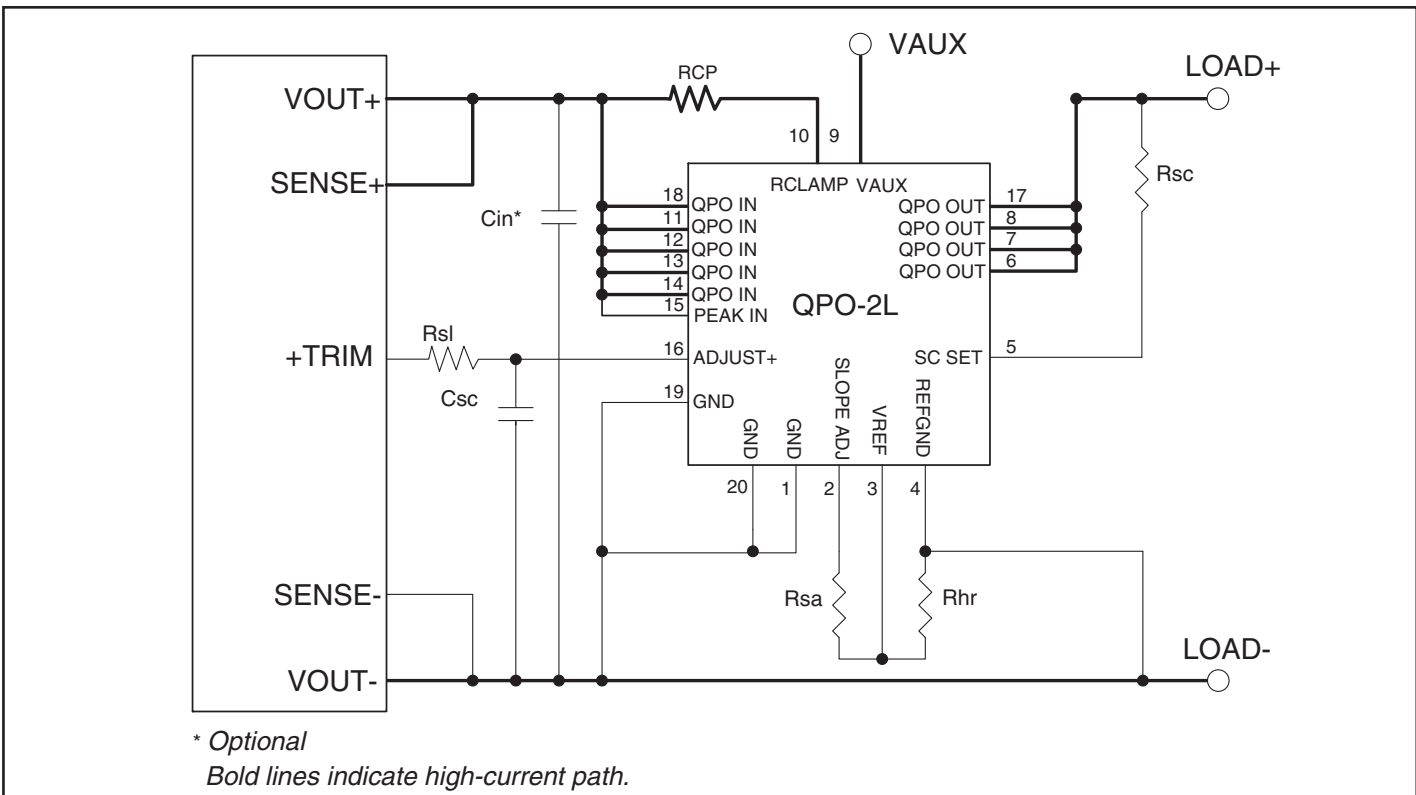 VAUX
LOAD+
RCP
VOUT+
10 9
SENSE+
RCLAMP VAUX
Rsc
18 QPO IN
QPO OUT 17
Cin*
11 QPO IN
QPO OUT 8
12 QPO IN
QPO OUT 7
13 QPO IN
QPO OUT 6
14 QPO IN
QPO-2L
15 PEAK IN
Rsl
+TRIM
16 ADJUST+
SC SET 5
Csc
19 GND
GND
GND
SLOPE ADJ
VREF
REFGND
20 1 2 3 4
SENSE-
Rsa
Rhr
LOAD-
VOUT-
* Optional
Bold lines indicate high-current path.